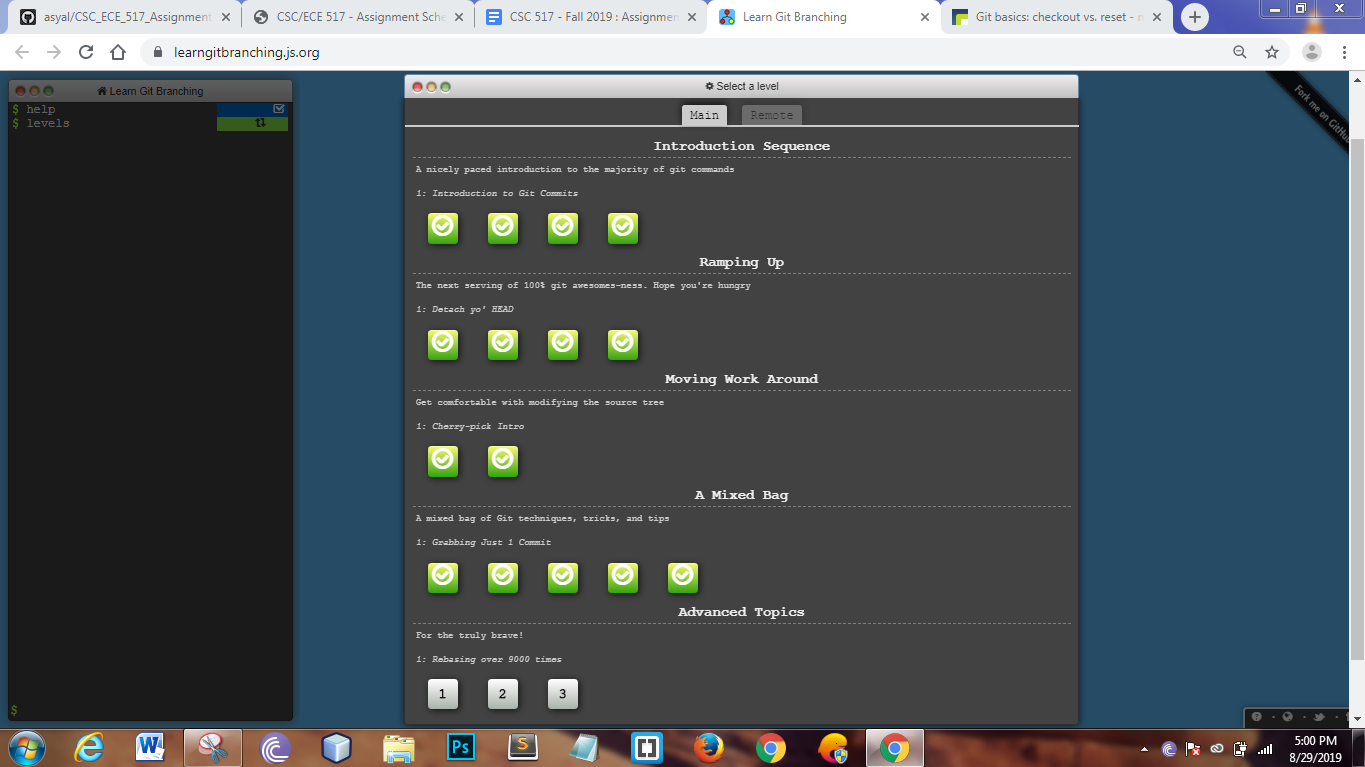 asyal/CSC_ECE_517_Assignment
CSC/ECE 517 - Assignment Sche
CSC 517 - Fall 2019 : Assignmen
Learn Git Branching
Git basics: checkout vs. reset - n
learngitbranching.js.org
Learn Git Branching
$ help
$ levels
$
Select a level
Main
Remote
Introduction Sequence
A nicely paced introduction to the majority of git commands
1: Introduction to Git Commits
Ramping Up
The next serving of 100% git awesomes-ness. Hope you're hungry
1: Detach yo' HEAD
Moving Work Around
Get comfortable with modifying the source tree
1: Cherry-pick Intro
A Mixed Bag
A mixed bag of Git techniques, tricks, and tips
1: Grabbing Just 1 Commit
Advanced Topics
For the truly brave!
1: Rebasing over 9000 times
1 2 3
Fork me on GitHub
Ps
S
5:00 PM
8/29/2019